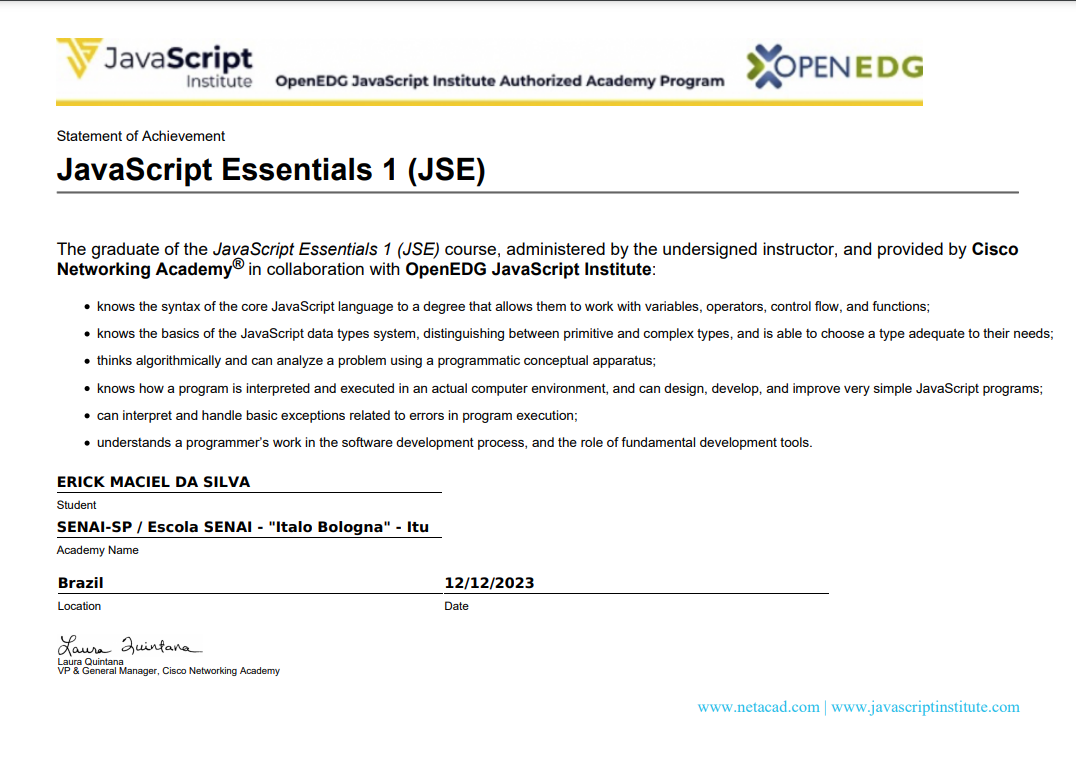 JavaScript
Institute
OpenEDG JavaScript Institute Authorized Academy Program
OPENEDG
Statement of Achievement
JavaScript Essentials 1 (JSE)
The graduate of the JavaScript Essentials 1 (JSE) course, administered by the undersigned instructor, and provided by Cisco
Networking Academy® in collaboration with OpenEDG JavaScript Institute:
• knows the syntax of the core JavaScript language to a degree that allows them to work with variables, operators, control flow, and functions;
• knows the basics of the JavaScript data types system, distinguishing between primitive and complex types, and is able to choose a type adequate to their needs;
• thinks algorithmically and can analyze a problem using a programmatic conceptual apparatus;
• knows how a program is interpreted and executed in an actual computer environment, and can design, develop, and improve very simple JavaScript programs;
• can interpret and handle basic exceptions related to errors in program execution;
• understands a programmer's work in the software development process, and the role of fundamental development tools.
ERICK MACIEL DA SILVA
Student
SENAI-SP / Escola SENAI - "Italo Bologna" - Itu
Academy Name
Brazil 12/12/2023
Location Date
Laura Quintana
Laura Quintana
VP & General Manager, Cisco Networking Academy
www.netacad.com | www.javascriptinstitute.com